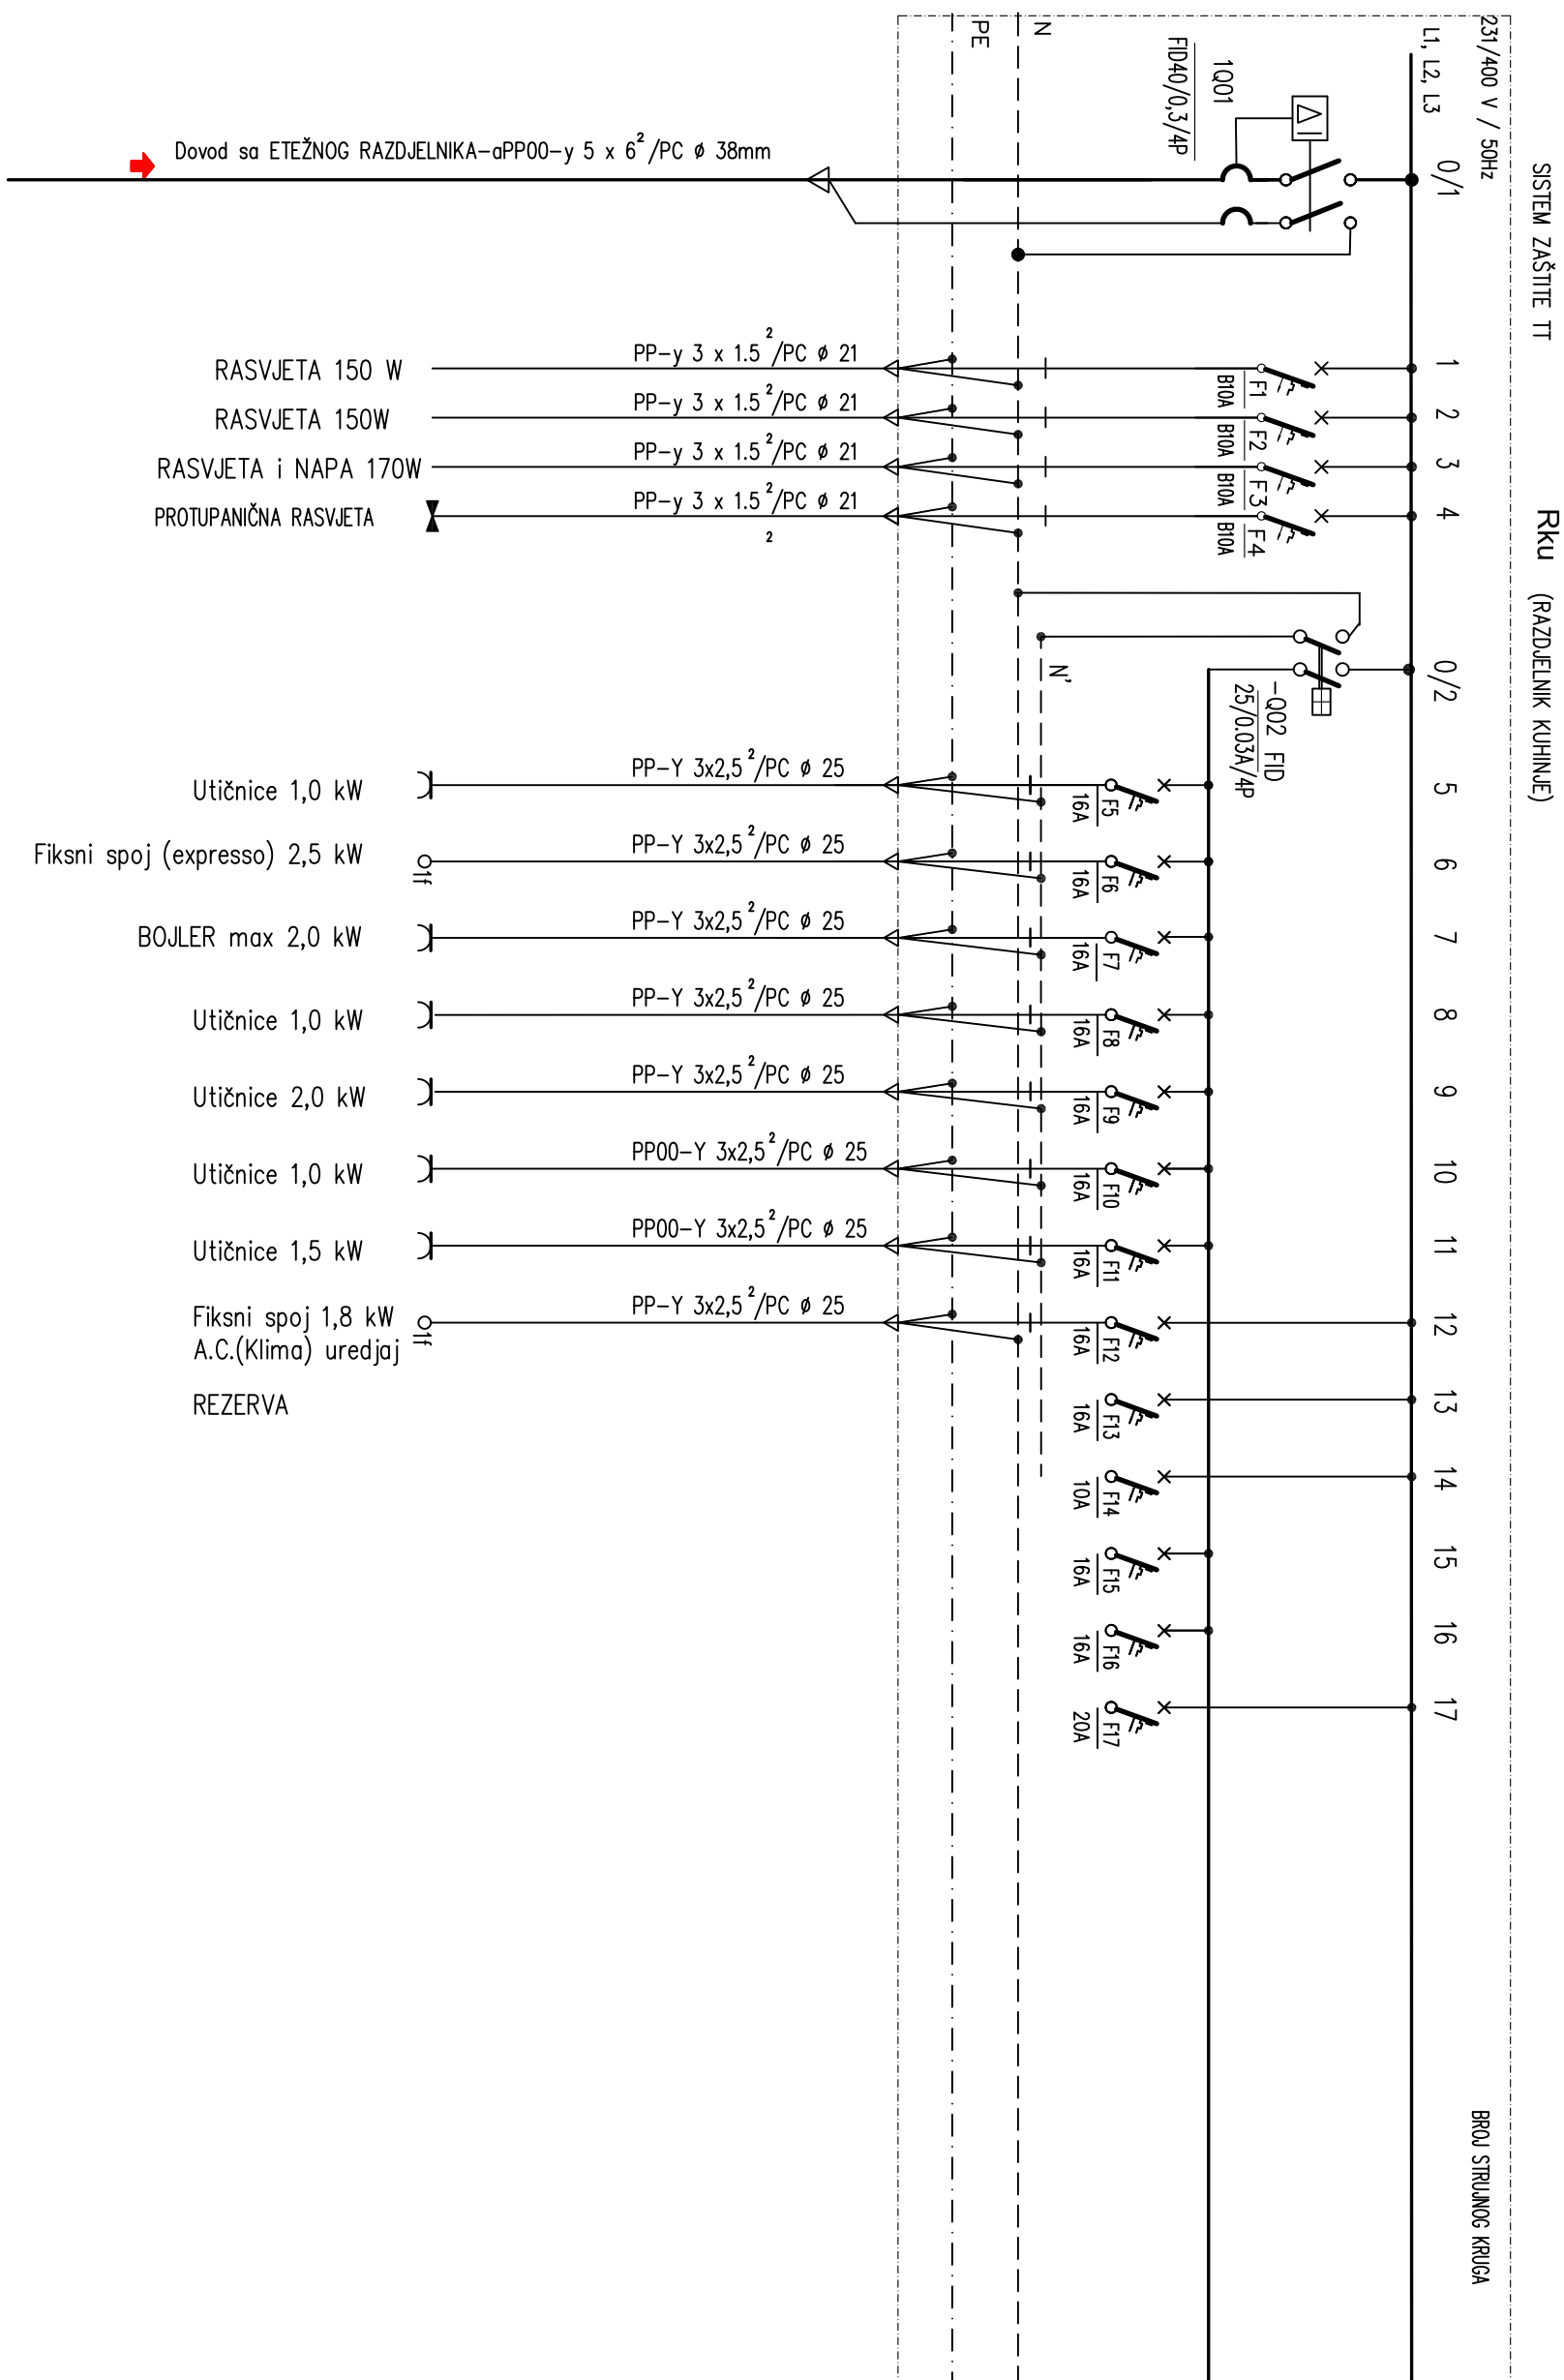 SISTEM ZAŠTITE TT
Rku (RAZDJELNIK KUHINJE)
231/400 V / 50Hz
L1, L2, L3
N
PE
0/1
1Q01
FID40/0,3/4P
Dovod sa ETEŽNOG RAZDJELNIKA-aPP00-y 5 x 6²/PC ϕ 38mm
1
F1
B10A
PP-y 3 x 1.5²/PC ϕ 21
RASVJETA 150 W
2
F2
B10A
PP-y 3 x 1.5²/PC ϕ 21
RASVJETA 150W
3
F3
B10A
PP-y 3 x 1.5²/PC ϕ 21
RASVJETA i NAPA 170W
4
F4
B10A
PP-y 3 x 1.5²/PC ϕ 21
2
PROTUPANIČNA RASVJETA
0/2
N'
-Q02 FID
25/0.03A/4P
5
F5
16A
PP-Y 3x2,5²/PC ϕ 25
Utičnice 1,0 kW
6
F6
16A
PP-Y 3x2,5²/PC ϕ 25
1f
Fiksni spoj (expresso) 2,5 kW
7
F7
16A
PP-Y 3x2,5²/PC ϕ 25
BOJLER max 2,0 kW
8
F8
16A
PP-Y 3x2,5²/PC ϕ 25
Utičnice 1,0 kW
9
F9
16A
PP-Y 3x2,5²/PC ϕ 25
Utičnice 2,0 kW
10
F10
16A
PP00-Y 3x2,5²/PC ϕ 25
Utičnice 1,0 kW
11
F11
16A
PP00-Y 3x2,5²/PC ϕ 25
Utičnice 1,5 kW
12
F12
16A
PP-Y 3x2,5²/PC ϕ 25
1f
Fiksni spoj 1,8 kW
A.C.(Klima) uredjaj
13
F13
16A
REZERVA
14
F14
10A
15
F15
16A
16
F16
16A
17
F17
20A
BROJ STRUJNOG KRUGA